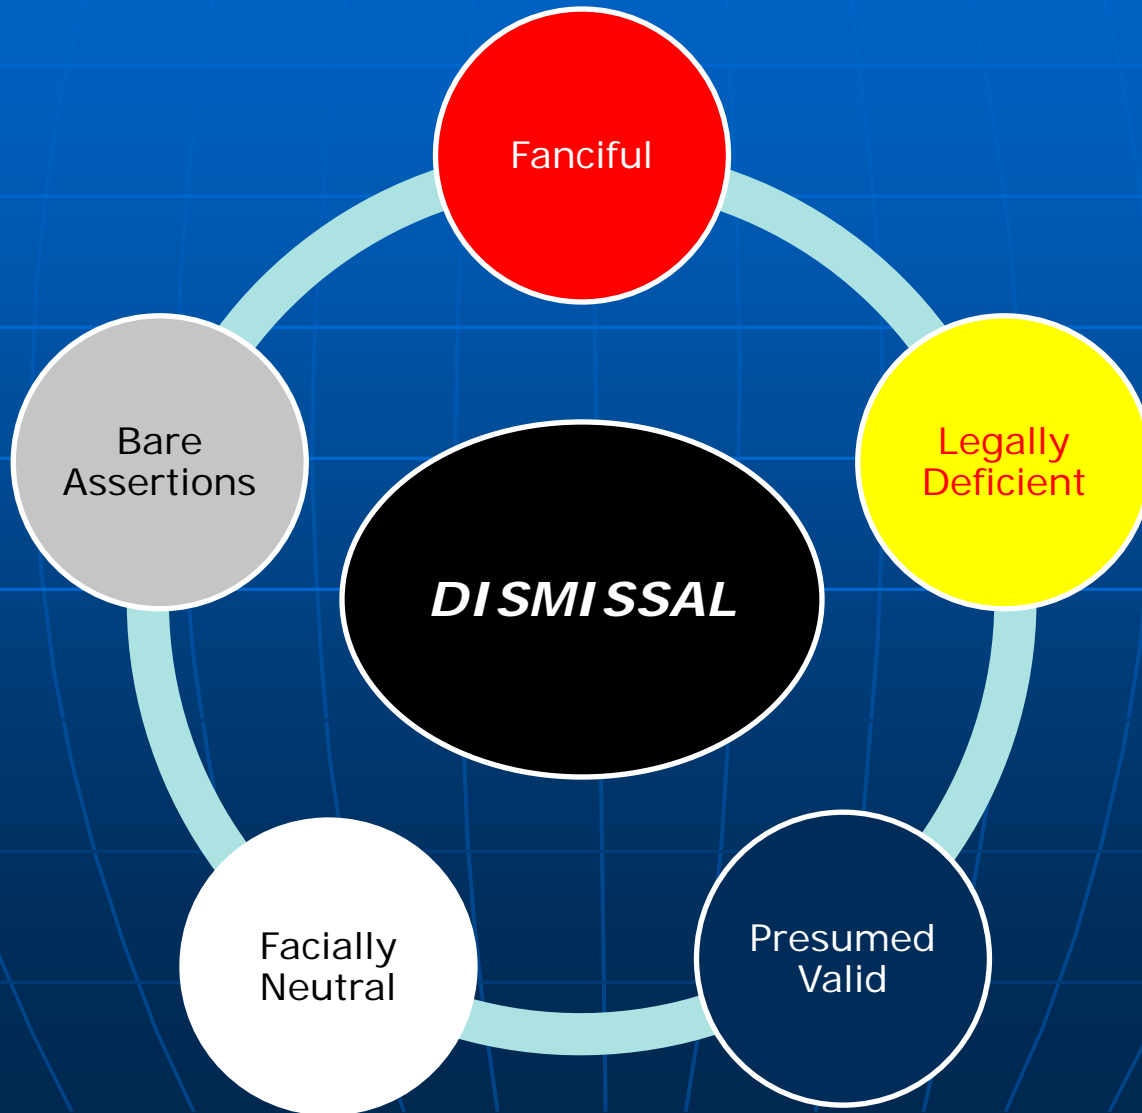 Fanciful
Bare
Assertions
Legally
Deficient
DISMISSAL
Facially
Neutral
Presumed
Valid